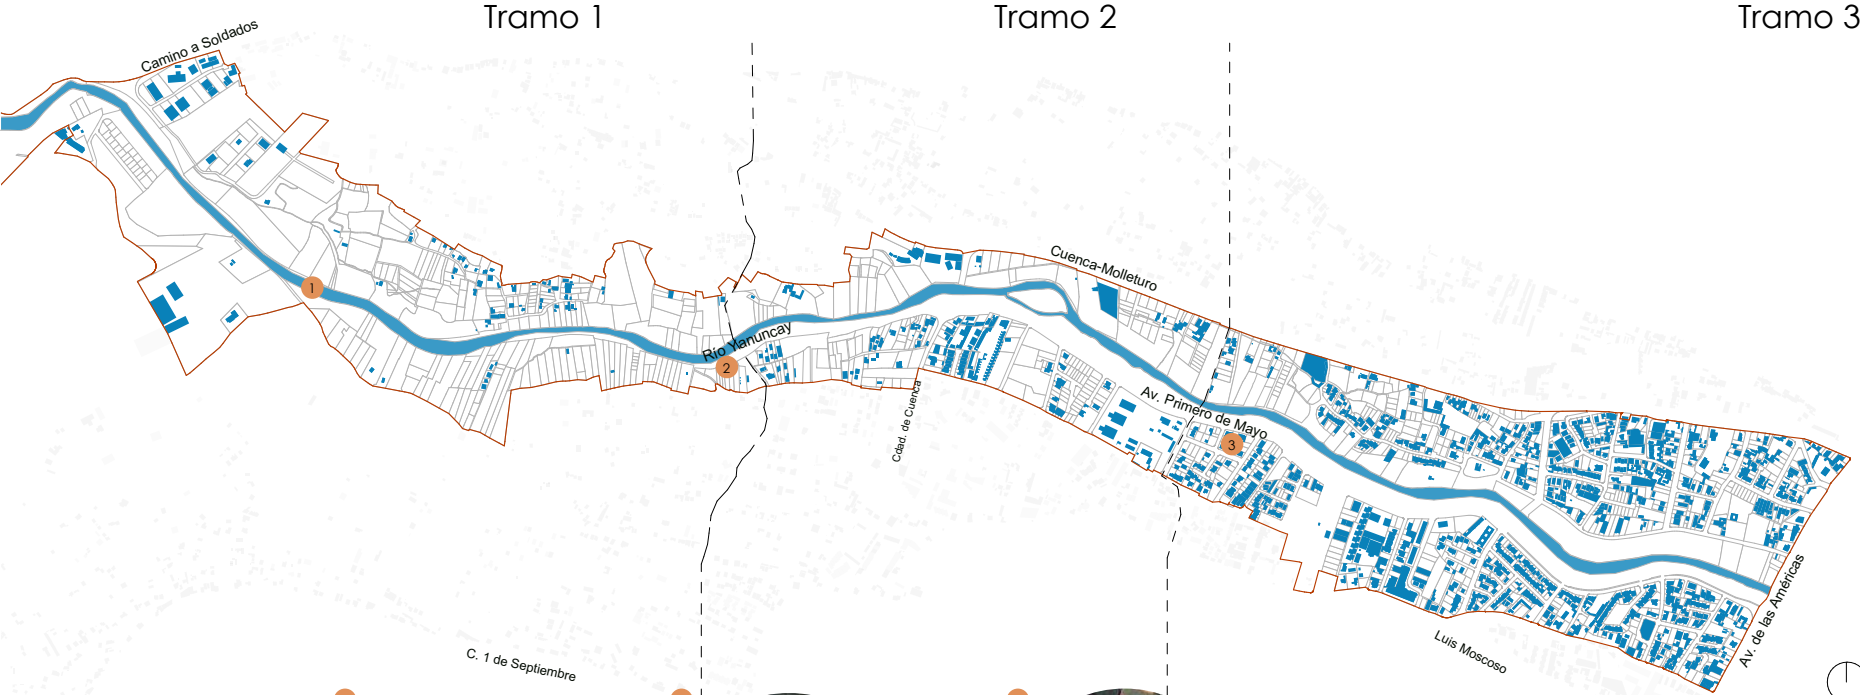 Tramo 1
Tramo 2
Tramo 3
Camino a Soldados
Cuenca-Molleturo
1
Río Yanuncay
2
Cdad. de Cuenca
Av. Primero de Mayo
3
Av. de las Américas
Luis Moscoso
C. 1 de Septiembre